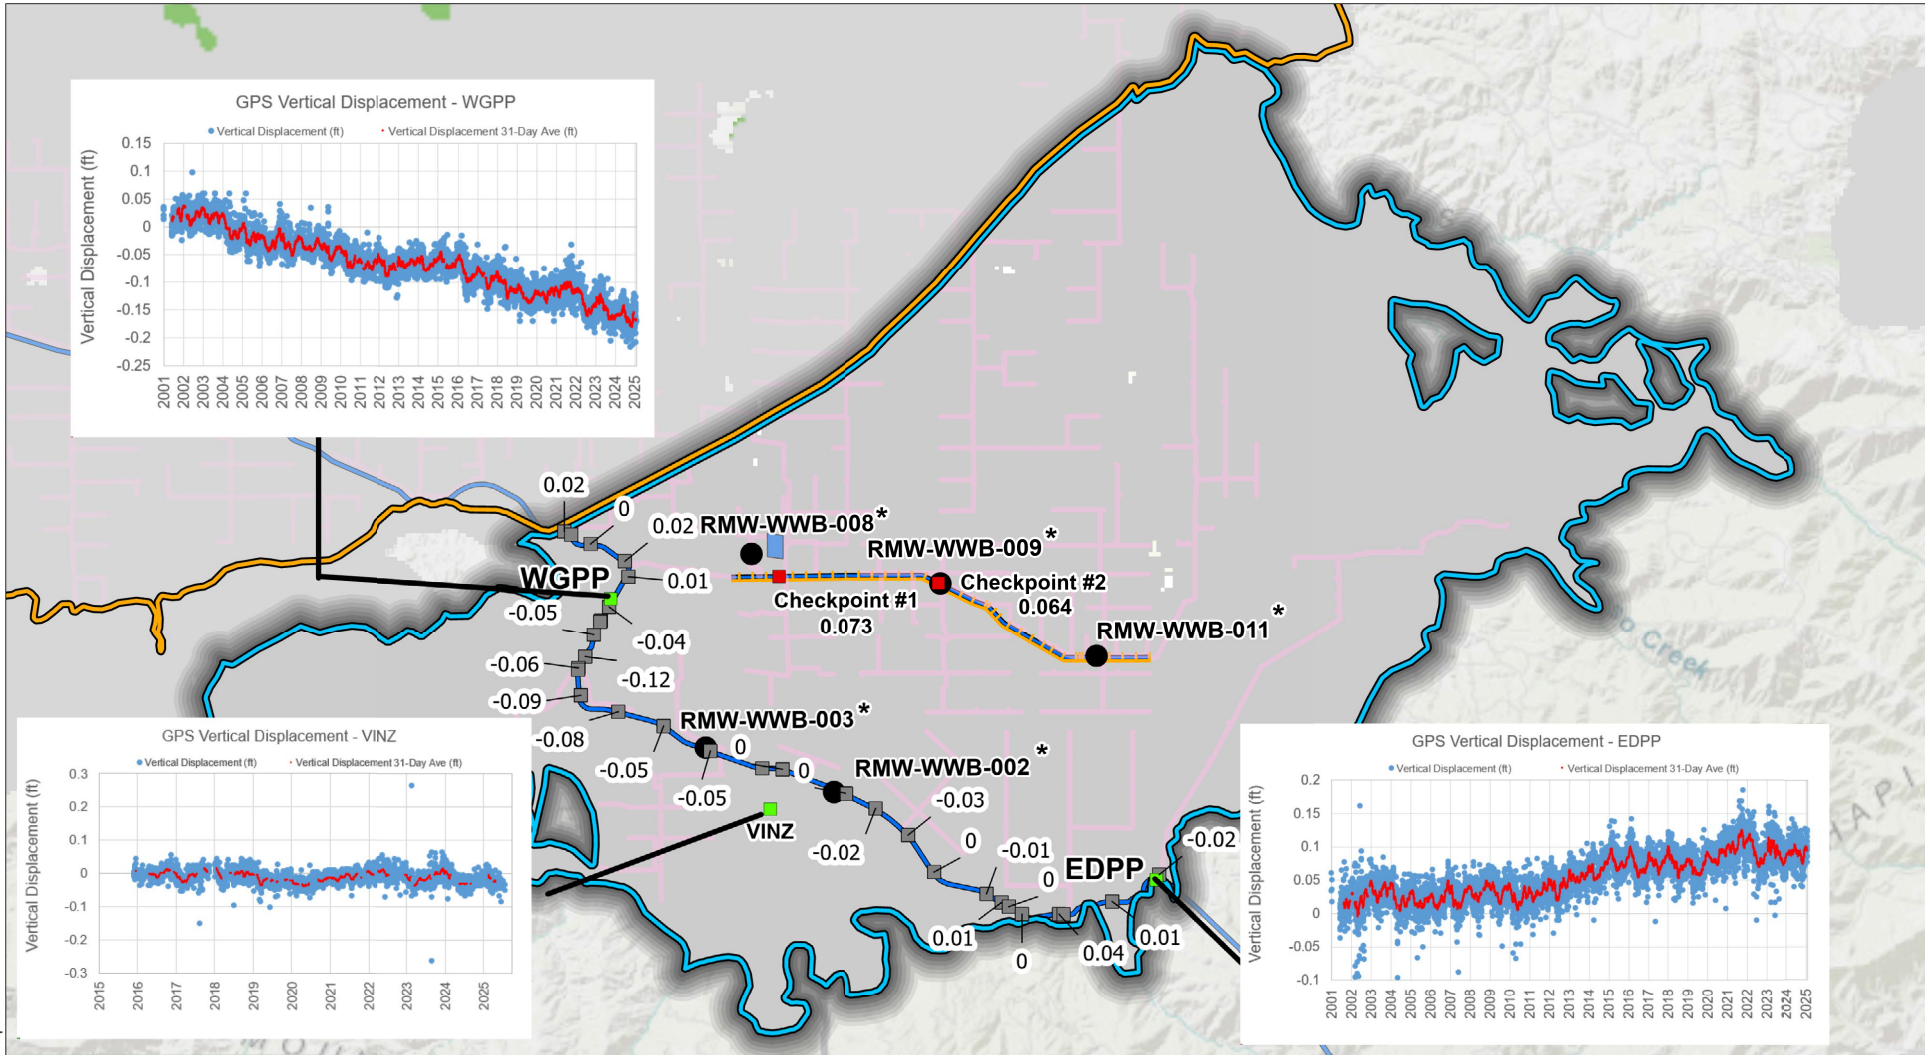 GPS Vertical Displacement - WGPP
Vertical Displacement (ft)
Vertical Displacement 31-Day Ave (ft)
Vertical Displacement (ft)
0.15
0.1
0.05
0
-0.05
-0.1
-0.15
-0.2
-0.25
2001 2002 2003 2004 2005 2006 2007 2008 2009 2010 2011 2012 2013 2014 2015 2016 2017 2018 2019 2020 2021 2022 2023 2024 2025
0.02
0
0.02
RMW-WWB-008*
RMW-WWB-009*
WGPP
0.01
Checkpoint #1
0.073
Checkpoint #2
0.064
-0.05
-0.04
RMW-WWB-011*
-0.06
-0.12
-0.09
-0.08
RMW-WWB-003*
0
-0.05
-0.05
0
RMW-WWB-002*
-0.03
VINZ
-0.02
0
-0.01
0
EDPP
-0.02
0.01
0
0.04
0.01
o Creek
HAPI
GPS Vertical Displacement - VINZ
Vertical Displacement (ft)
Vertical Displacement 31-Day Ave (ft)
Vertical Displacement (ft)
0.3
0.2
0.1
0
-0.1
-0.2
-0.3
2015 2016 2017 2018 2019 2020 2021 2022 2023 2024 2025
GPS Vertical Displacement - EDPP
Vertical Displacement (ft)
Vertical Displacement 31-Day Ave (ft)
Vertical Displacement (ft)
0.2
0.15
0.1
0.05
0
-0.05
-0.1
2001 2002 2003 2004 2005 2006 2007 2008 2009 2010 2011 2012 2013 2014 2015 2016 2017 2018 2019 2020 2021 2022 2023 2024 2025